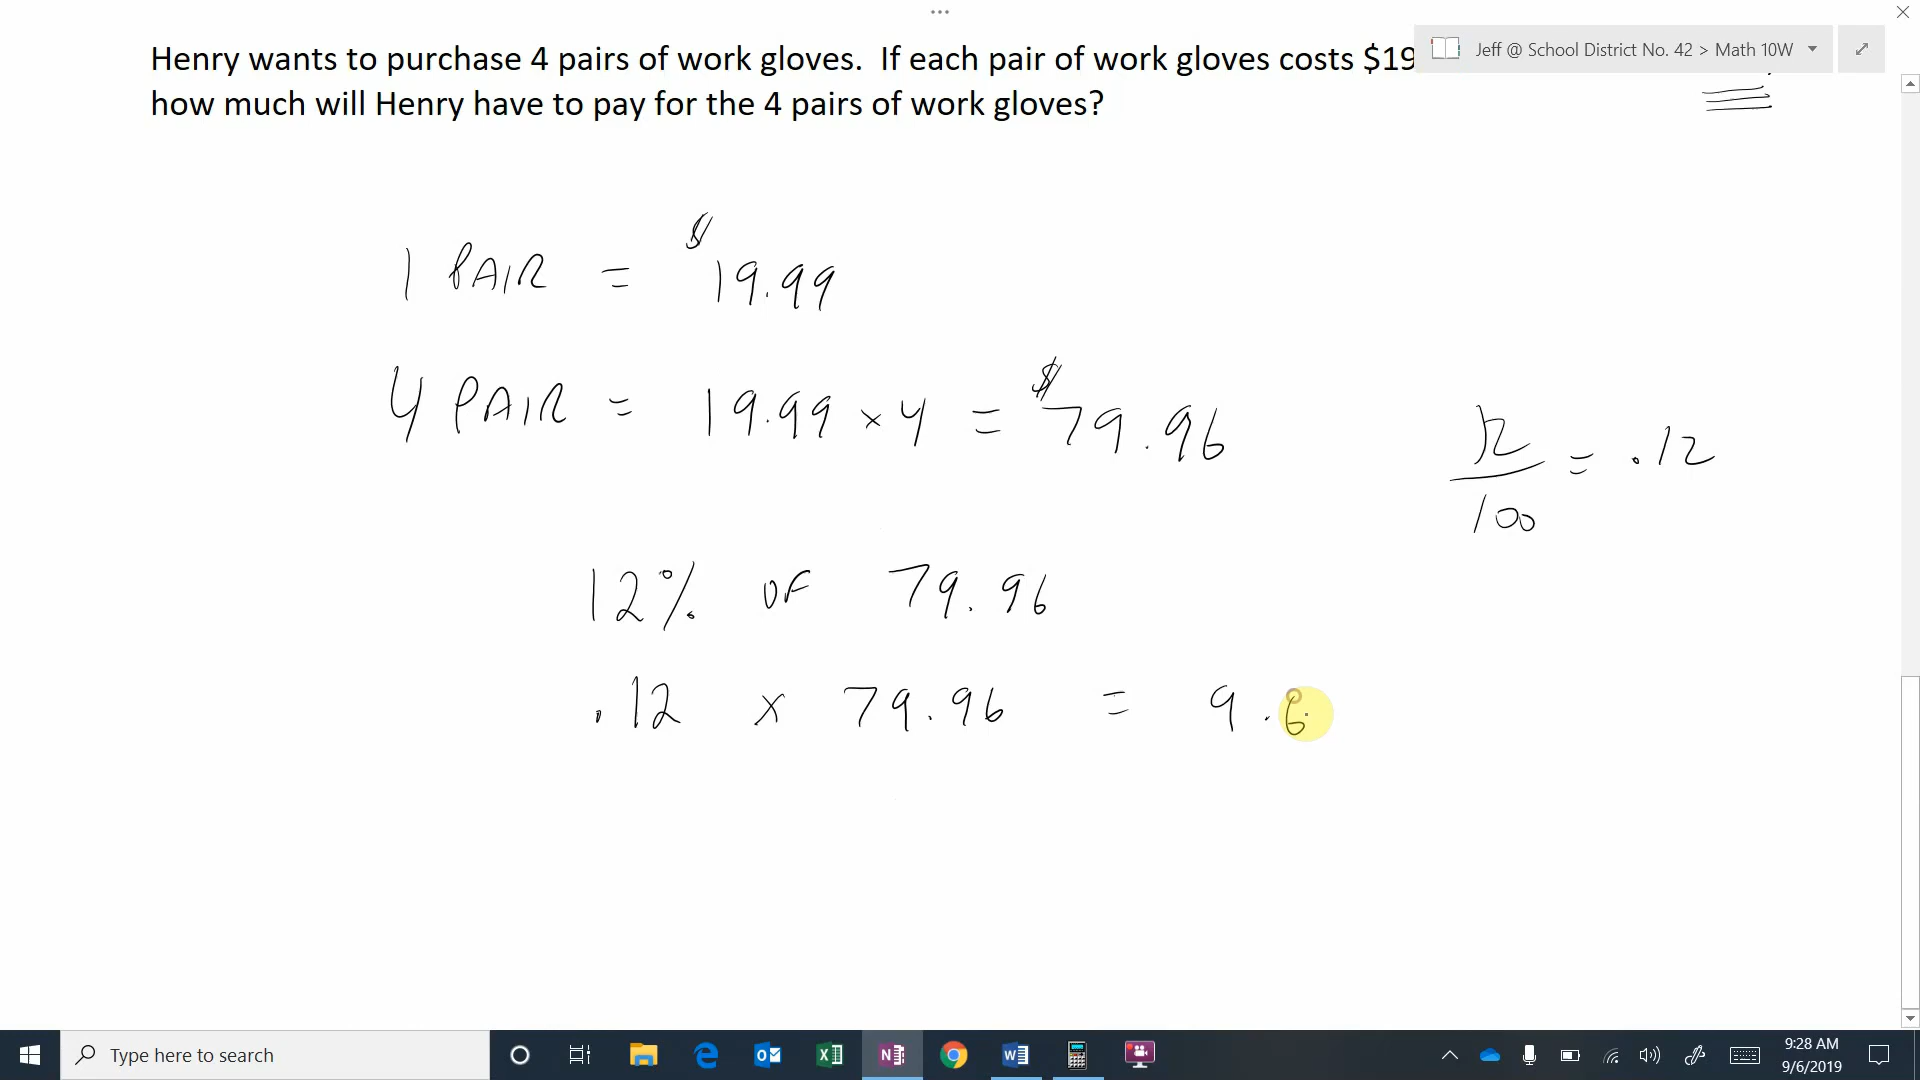 Henry wants to purchase 4 pairs of work gloves. If each pair of work gloves costs $19
Jeff @ School District No. 42 > Math 10W
how much will Henry have to pay for the 4 pairs of work gloves?
1 PAIR = $19.99
4 PAIR = 19.99 × 4 = $79.96
12/100 = .12
12% OF 79.96
.12 × 79.96 = 9.6
Type here to search
9:28 AM
9/6/2019